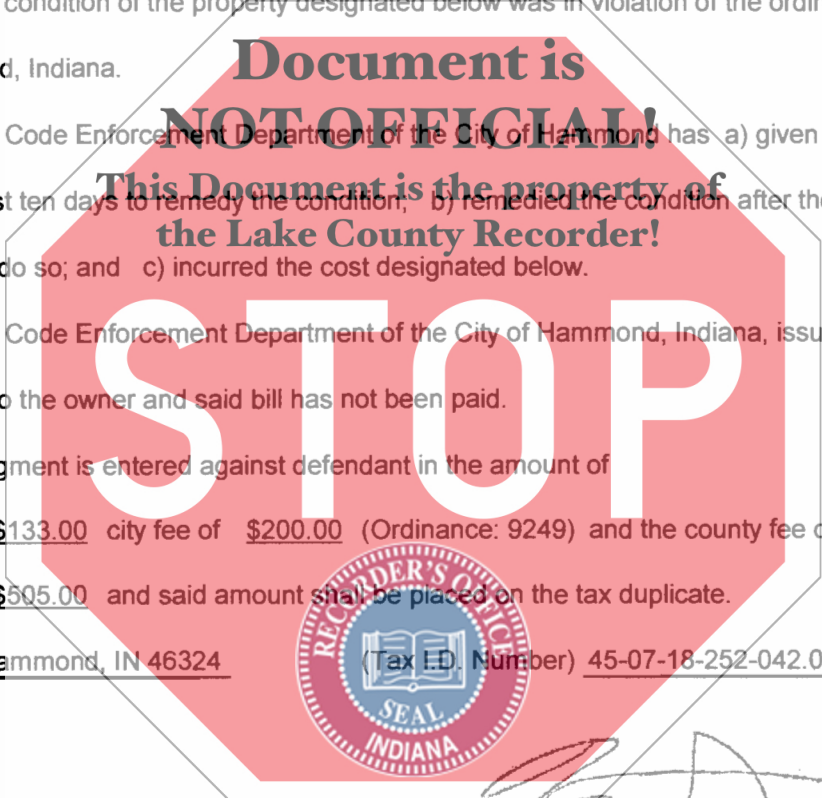 condition of the property designated below was in violation of the ordin
d, Indiana.
Document is
NOT OFFICIAL!
Code Enforcement Department of the City of Hammond has a) given
This Document is the property of
t ten days to remedy the condition; b) remedied the condition after the
the Lake County Recorder!
do so; and c) incurred the cost designated below.
STOP
Code Enforcement Department of the City of Hammond, Indiana, issu
o the owner and said bill has not been paid.
gment is entered against defendant in the amount of
$133.00 city fee of $200.00 (Ordinance: 9249) and the county fee o
$505.00 and said amount shall be placed on the tax duplicate.
ammond, IN 46324 (Tax I.D. Number) 45-07-18-252-042.0
RECORDER'S OFFICE
SEAL
INDIANA